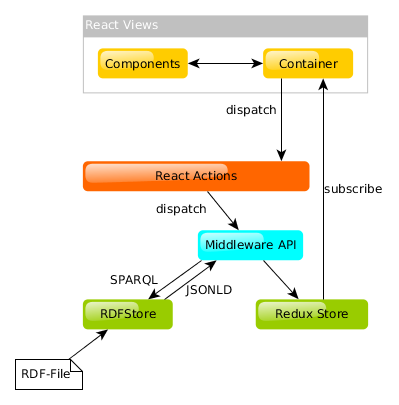 React Views
Components
Container
dispatch
React Actions
subscribe
dispatch
Middleware API
SPARQL
JSONLD
RDFStore
Redux Store
RDF-File